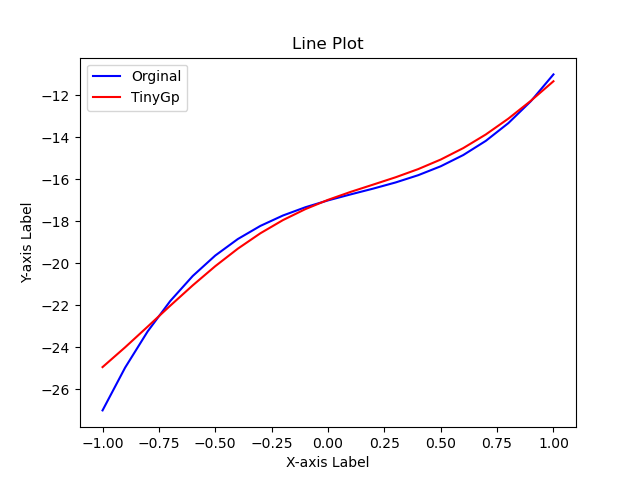 Line Plot
Orginal
TinyGp
Y-axis Label
−12
−14
−16
−18
−20
−22
−24
−26
−1.00 −0.75 −0.50 −0.25 0.00 0.25 0.50 0.75 1.00
X-axis Label